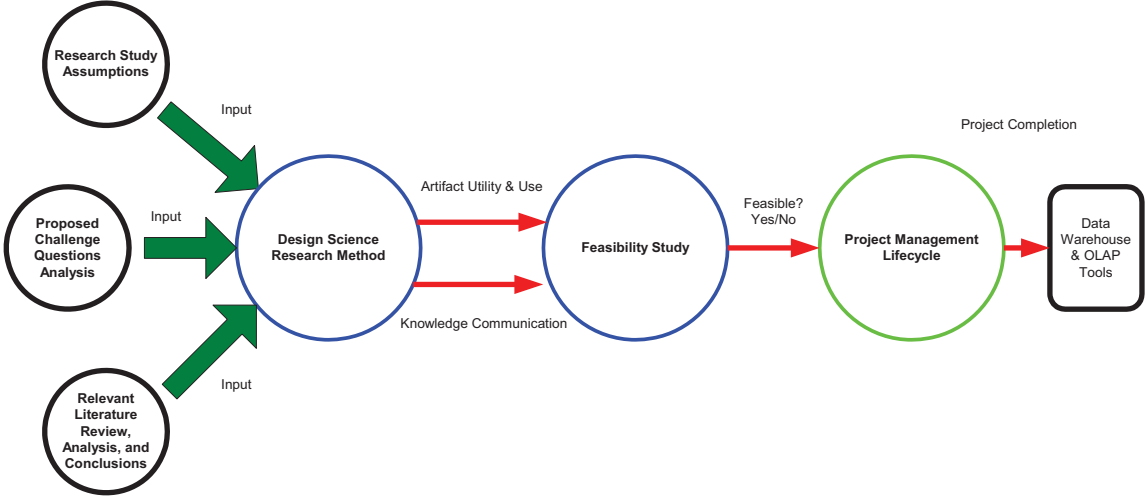 Research Study
Assumptions
Input
Project Completion
Artifact Utility & Use
Feasible?
Yes/No
Input
Proposed
Challenge
Questions
Analysis
Design Science
Research Method
Feasibility Study
Project Management
Lifecycle
Data
Warehouse
& OLAP
Tools
Knowledge Communication
Input
Relevant
Literature
Review,
Analysis, and
Conclusions